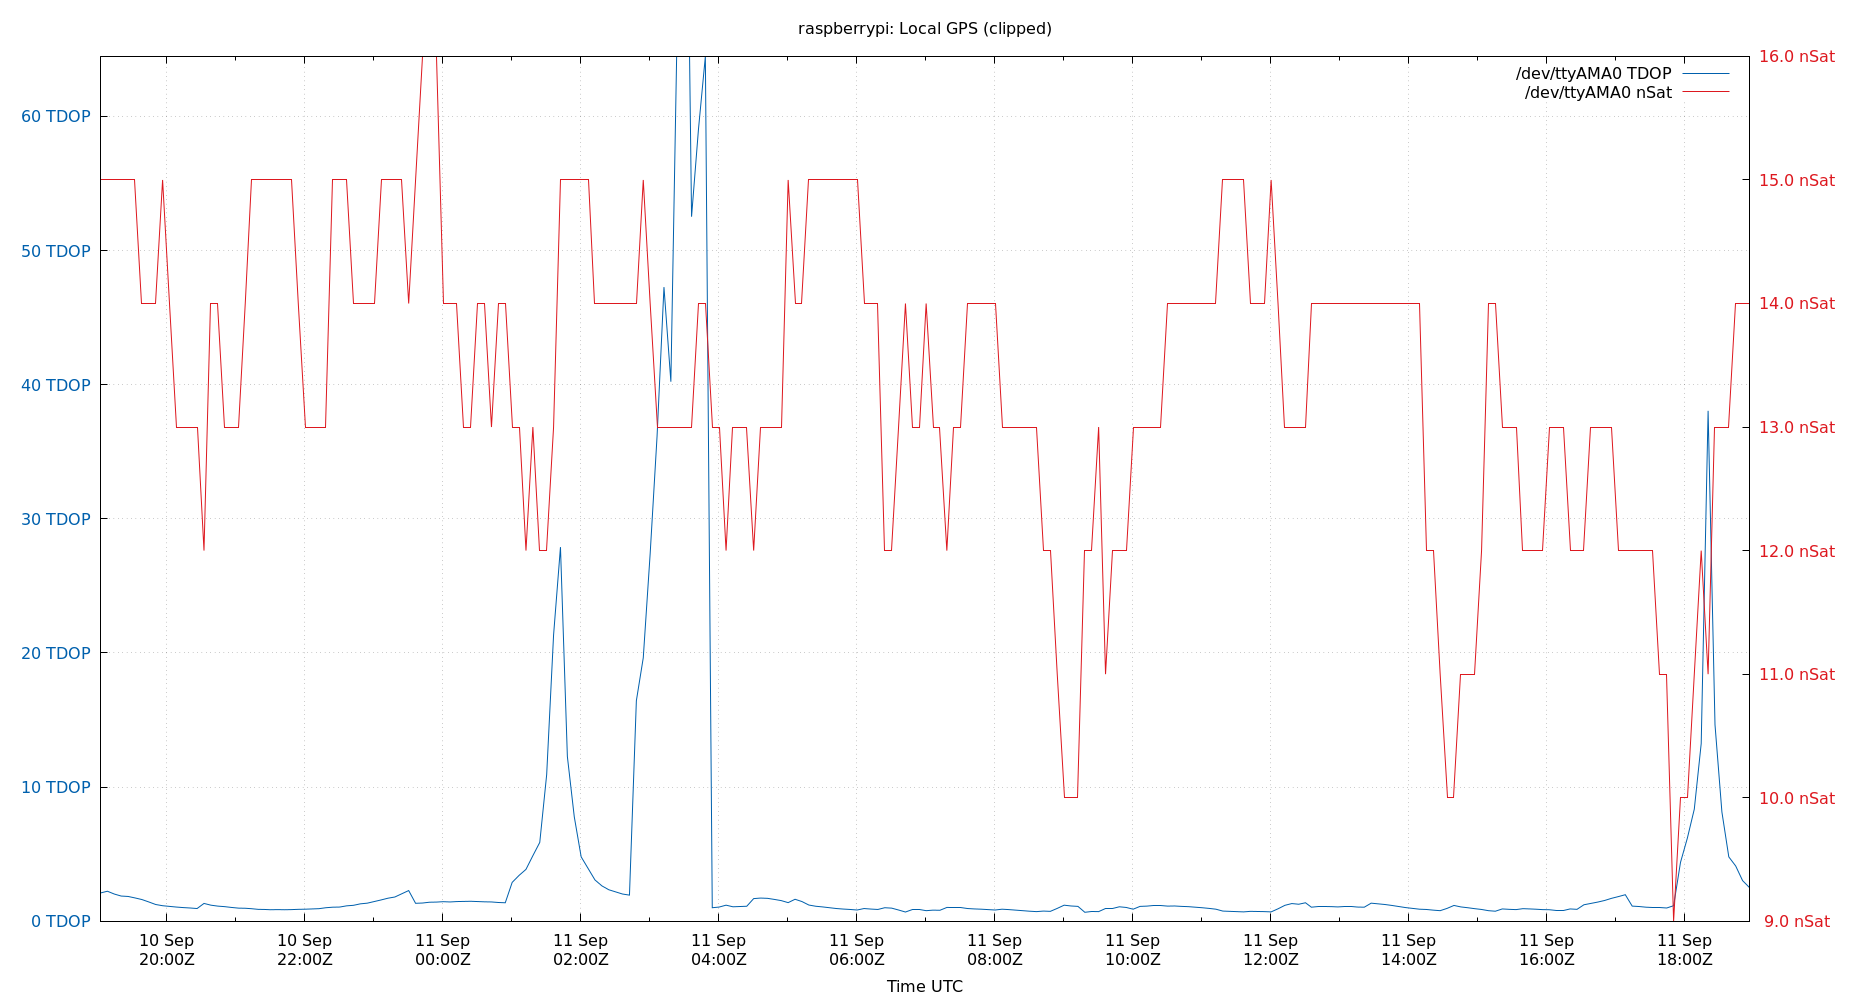 raspberrypi: Local GPS (clipped)
/dev/ttyAMA0 TDOP
/dev/ttyAMA0 nSat
60 TDOP
50 TDOP
40 TDOP
30 TDOP
20 TDOP
10 TDOP
0 TDOP
16.0 nSat
15.0 nSat
14.0 nSat
13.0 nSat
12.0 nSat
11.0 nSat
10.0 nSat
9.0 nSat
10 Sep
20:00Z
10 Sep
22:00Z
11 Sep
00:00Z
11 Sep
02:00Z
11 Sep
04:00Z
11 Sep
06:00Z
11 Sep
08:00Z
11 Sep
10:00Z
11 Sep
12:00Z
11 Sep
14:00Z
11 Sep
16:00Z
11 Sep
18:00Z
Time UTC